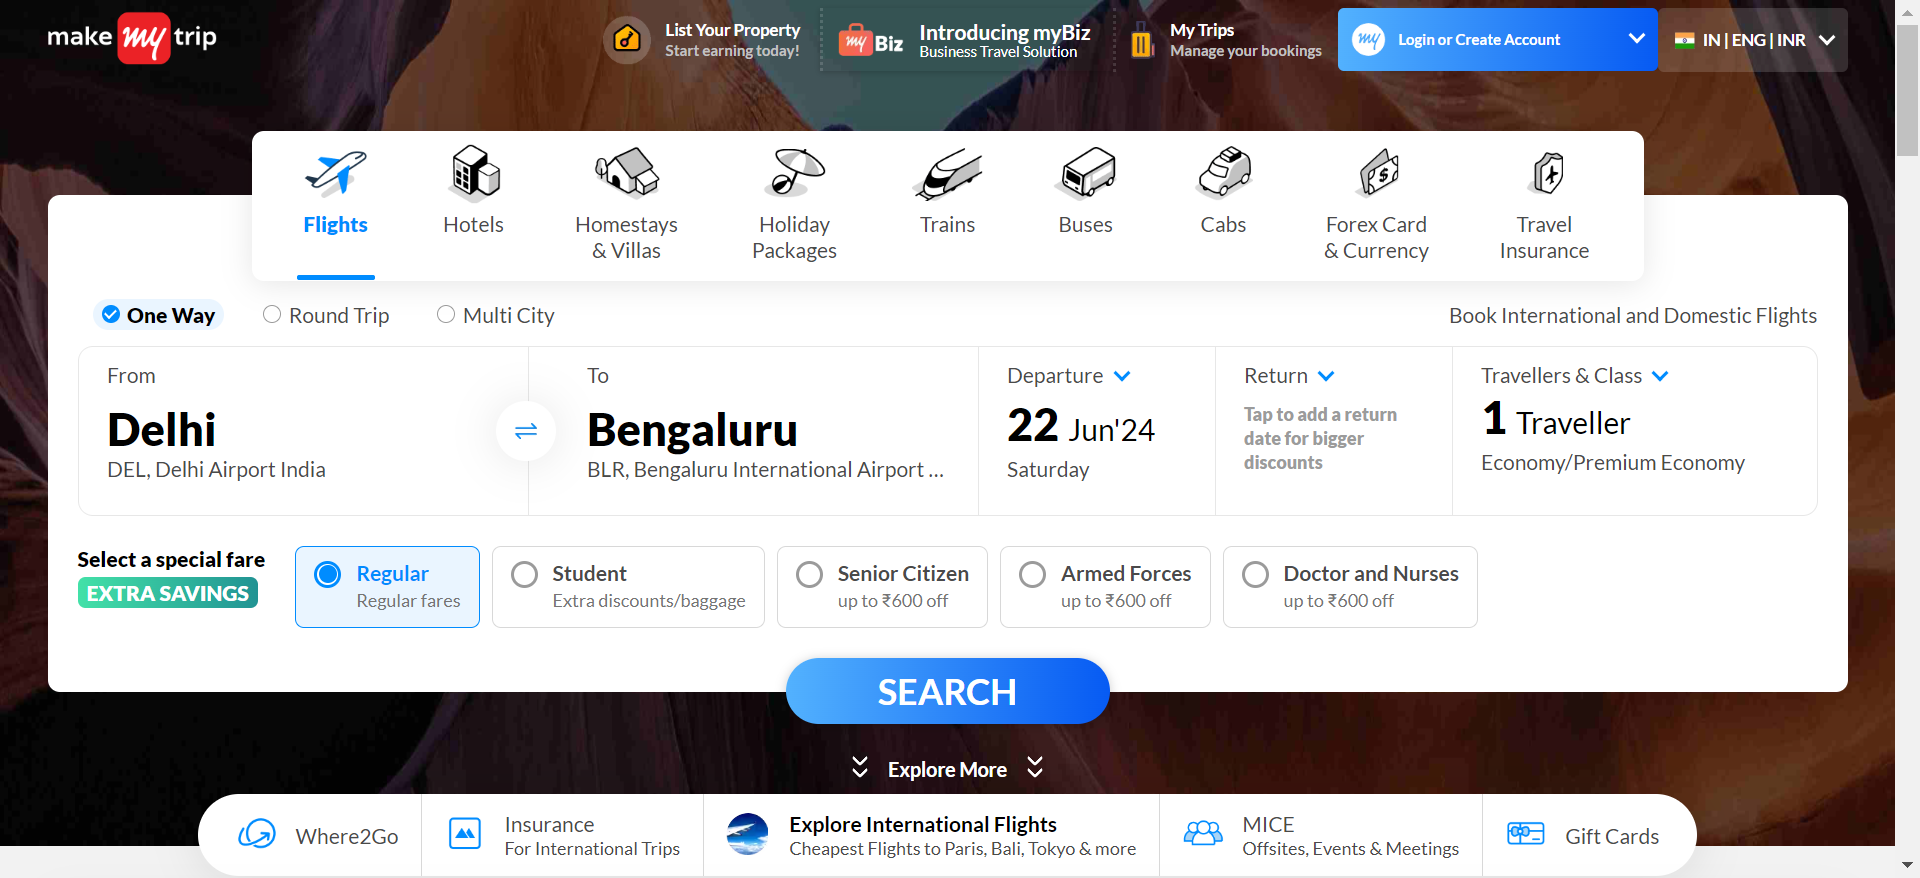 make my trip
List Your Property
Start earning today!
my Biz
Introducing myBiz
Business Travel Solution
My Trips
Manage your bookings
my
Login or Create Account
IN | ENG | INR
Flights
Hotels
Homestays
& Villas
Holiday
Packages
Trains
Buses
Cabs
Forex Card
& Currency
Travel
Insurance
One Way
Round Trip
Multi City
Book International and Domestic Flights
From
Delhi
DEL, Delhi Airport India
To
Bengaluru
BLR, Bengaluru International Airport ...
Departure
22 Jun'24
Saturday
Return
Tap to add a return
date for bigger
discounts
Travellers & Class
1 Traveller
Economy/Premium Economy
Select a special fare
EXTRA SAVINGS
Regular
Regular fares
Student
Extra discounts/baggage
Senior Citizen
up to ₹600 off
Armed Forces
up to ₹600 off
Doctor and Nurses
up to ₹600 off
SEARCH
Explore More
Where2Go
Insurance
For International Trips
Explore International Flights
Cheapest Flights to Paris, Bali, Tokyo & more
MICE
Offsites, Events & Meetings
Gift Cards